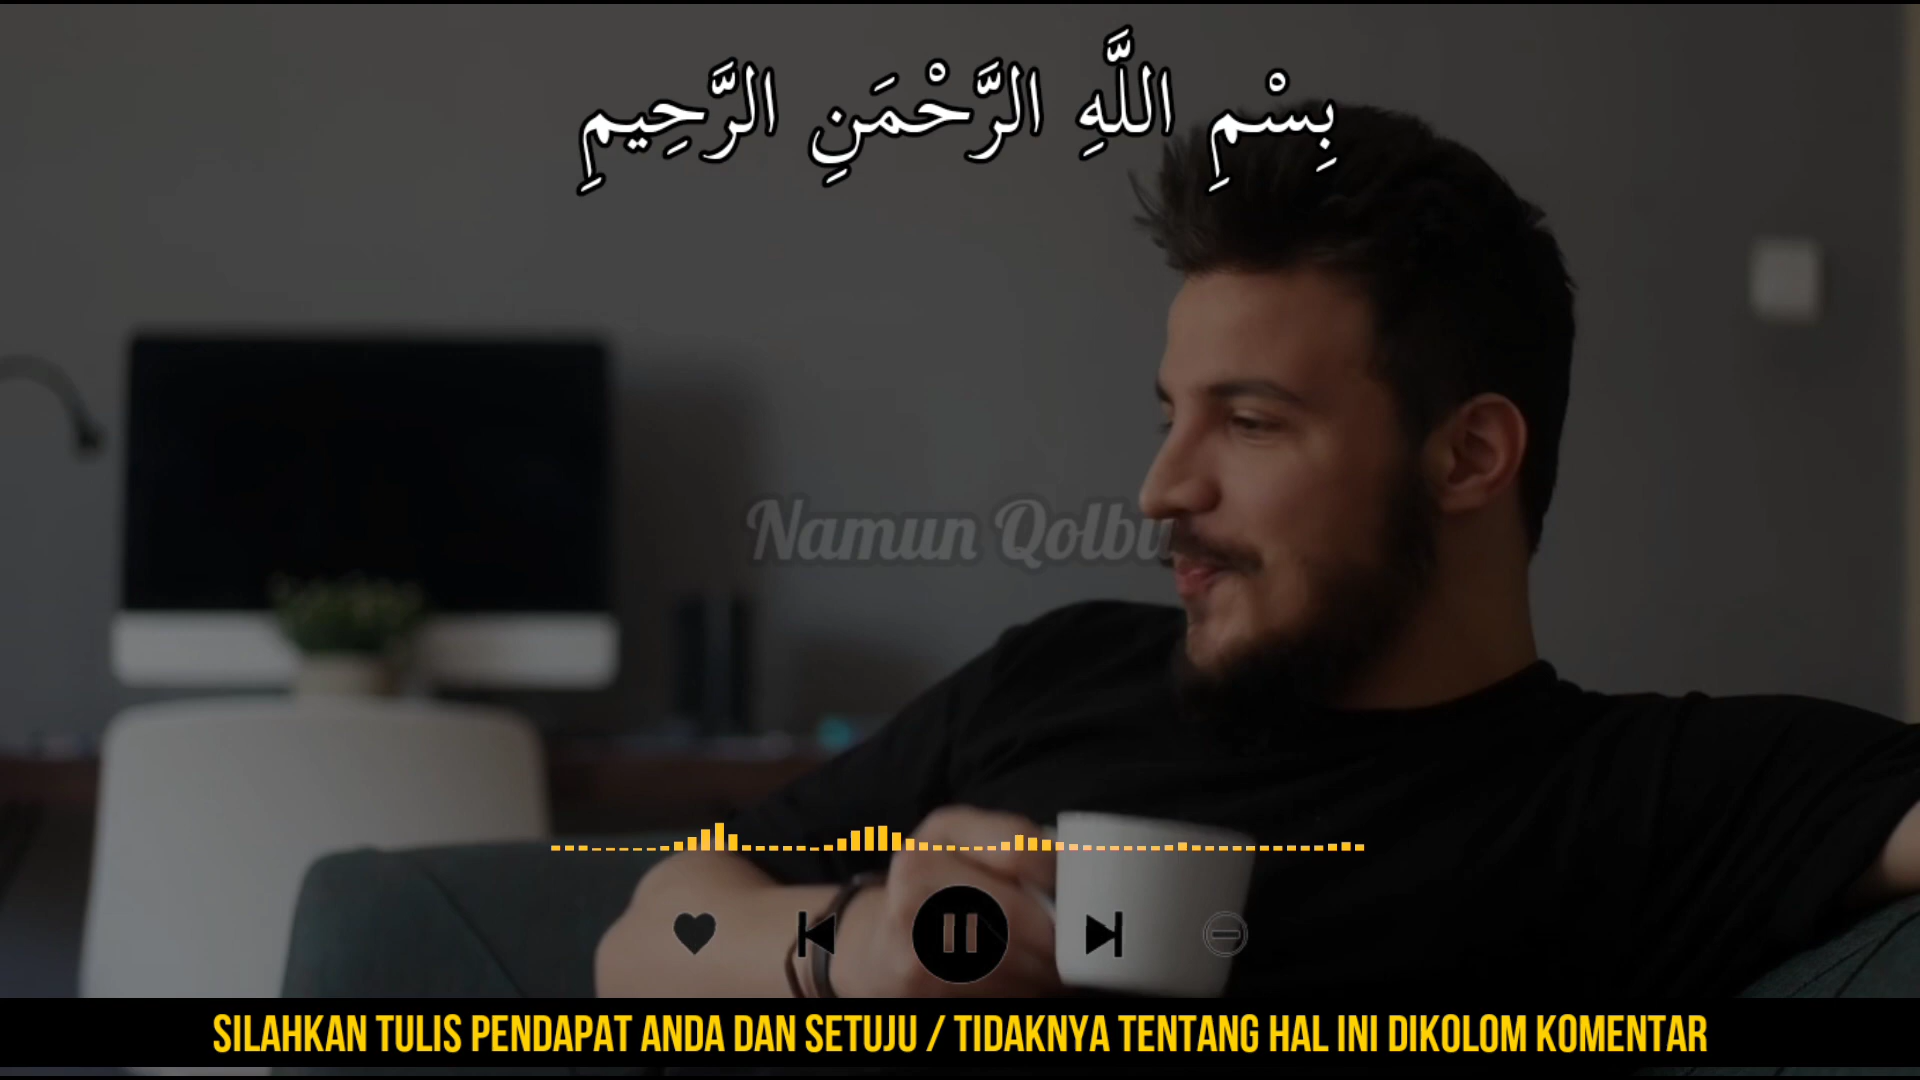 بِسْمِ اللَّهِ الرَّحْمَنِ الرَّحِيمِ
Namun Qolbu
SILAHKAN TULIS PENDAPAT ANDA DAN SETUJU / TIDAKNYA TENTANG HAL INI DIKOLOM KOMENTAR